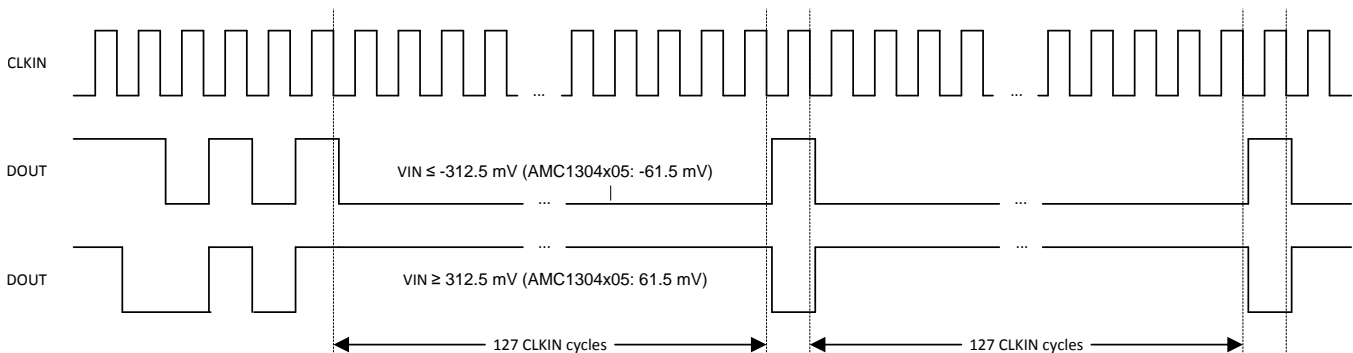 CLKIN
... ...
DOUT
VIN ≤ -312.5 mV (AMC1304x05: -61.5 mV)
... ...
... ...
DOUT
VIN ≥ 312.5 mV (AMC1304x05: 61.5 mV)
127 CLKIN cycles 127 CLKIN cycles